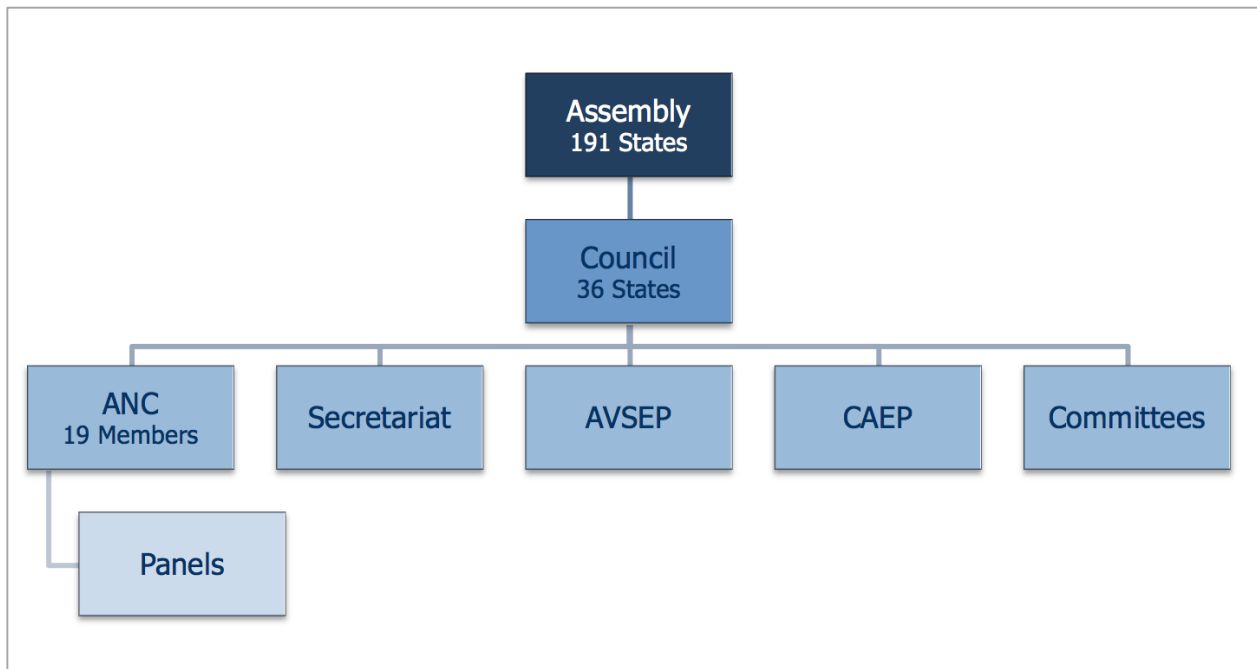 Assembly
191 States
Council
36 States
ANC
19 Members
Secretariat
AVSEP
CAEP
Committees
Panels